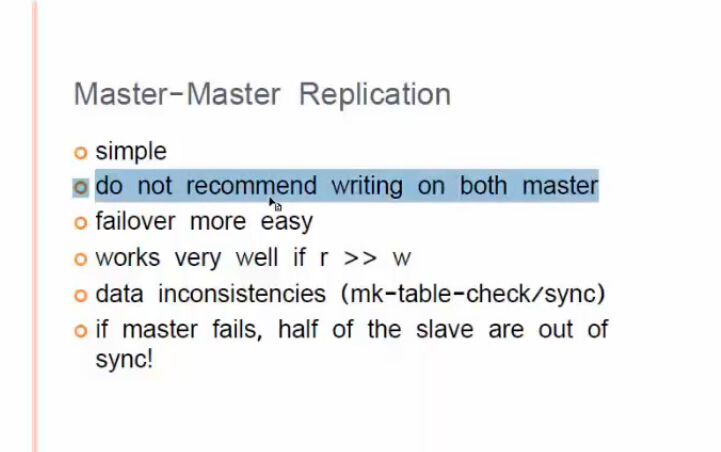 Master-Master Replication
simple
do not recommend writing on both master
failover more easy
works very well if r >> w
data inconsistencies (mk-table-check/sync)
if master fails, half of the slave are out of
sync!